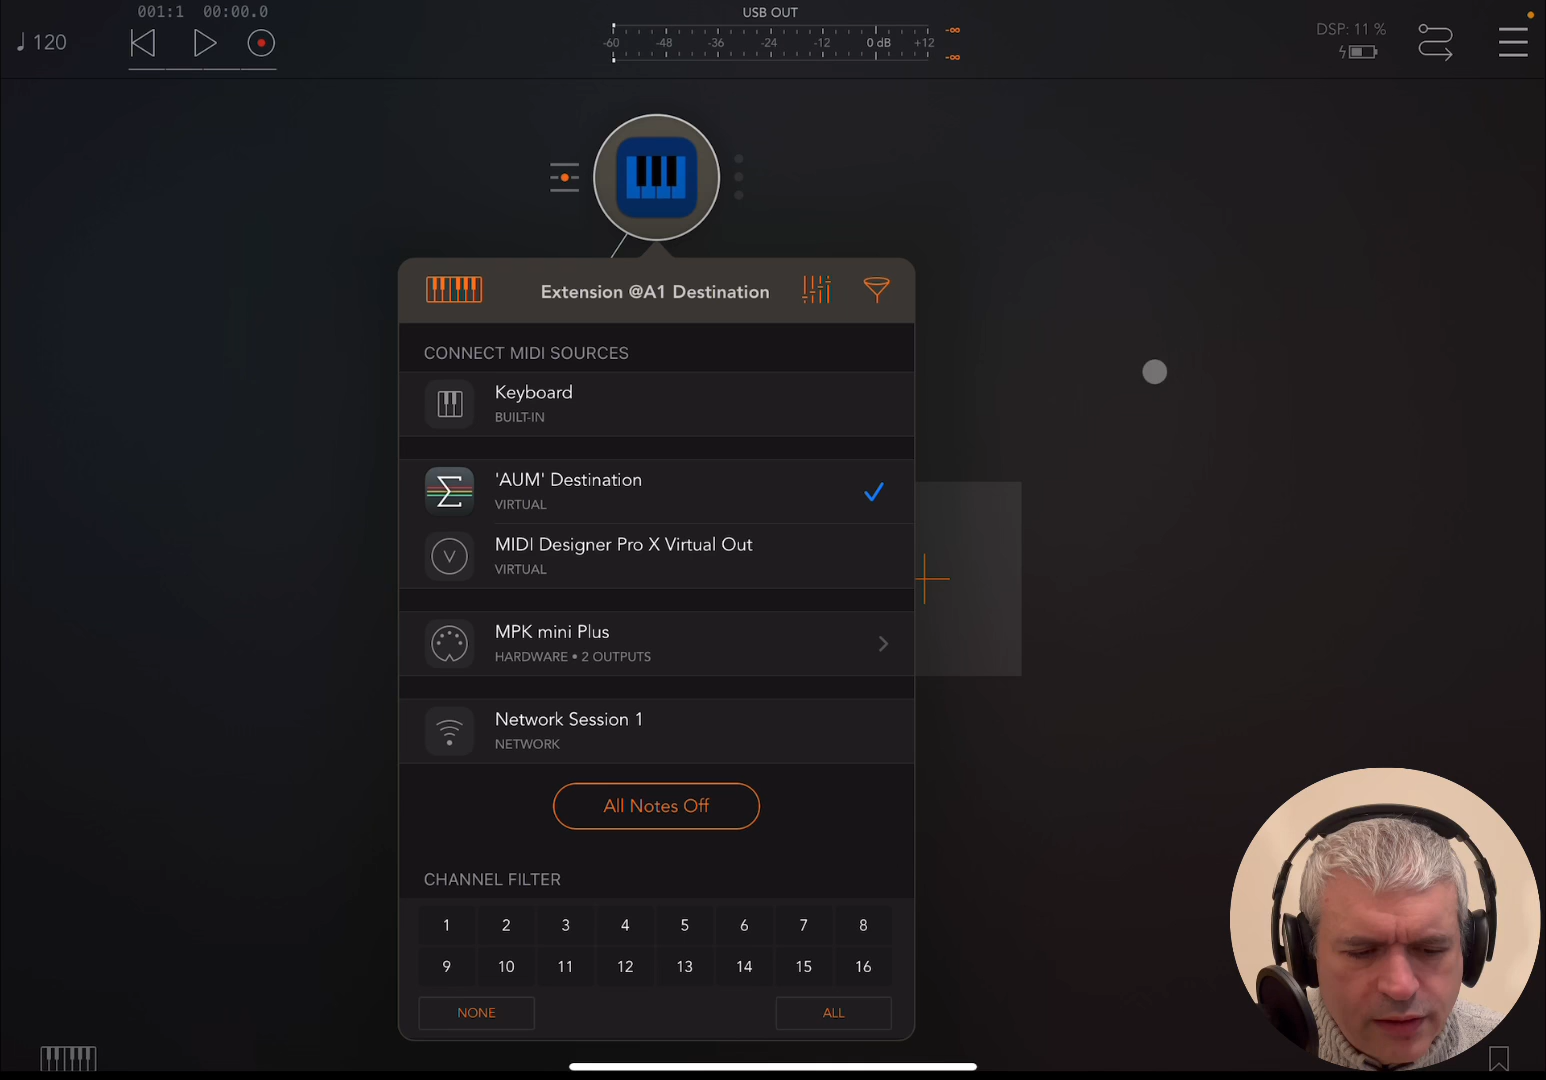 001:1 00:00.0
120
USB OUT
-60 -48 -36 -24 -12 0 dB +12
-∞
-∞
DSP: 11 %
Extension @A1 Destination
CONNECT MIDI SOURCES
Keyboard
BUILT-IN
'AUM' Destination
VIRTUAL
MIDI Designer Pro X Virtual Out
VIRTUAL
MPK mini Plus
HARDWARE • 2 OUTPUTS
Network Session 1
NETWORK
All Notes Off
CHANNEL FILTER
1 2 3 4 5 6 7 8
9 10 11 12 13 14 15 16
NONE ALL